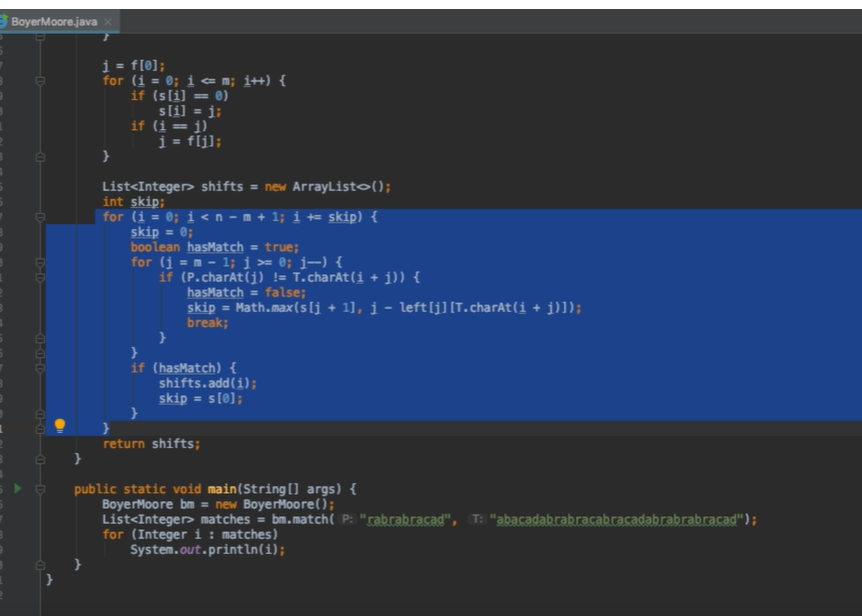 BoyerMoore.java
}
j = f[0];
for (i = 0; i <= m; i++) {
if (s[i] == 0)
s[i] = j;
if (i == j)
j = f[j];
}
List<Integer> shifts = new ArrayList<>();
int skip;
for (i = 0; i < n - m + 1; i += skip) {
skip = 0;
boolean hasMatch = true;
for (j = m - 1; j >= 0; j--) {
if (P.charAt(j) != T.charAt(i + j)) {
hasMatch = false;
skip = Math.max(s[j + 1], j - left[j][T.charAt(i + j)]);
break;
}
}
if (hasMatch) {
shifts.add(i);
skip = s[0];
}
}
return shifts;
}
public static void main(String[] args) {
BoyerMoore bm = new BoyerMoore();
List<Integer> matches = bm.match( P: "rabrabracad", T: "abacadabrabracabracadabrabrabracad");
for (Integer i : matches)
System.out.println(i);
}
}